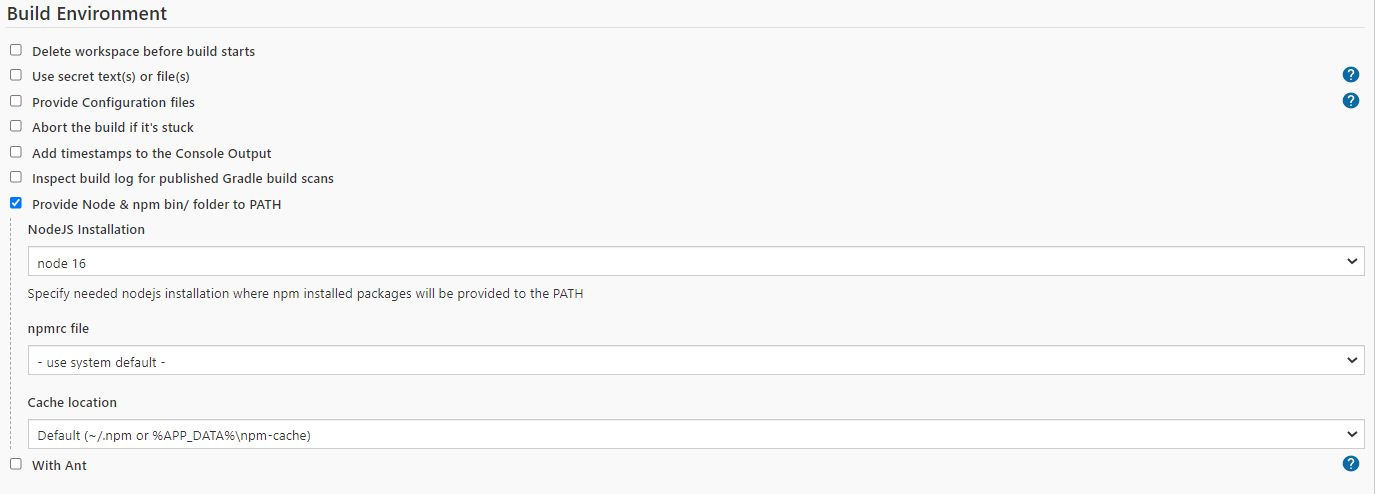 Build Environment
Delete workspace before build starts
Use secret text(s) or file(s)
?
Provide Configuration files
?
Abort the build if it's stuck
Add timestamps to the Console Output
Inspect build log for published Gradle build scans
Provide Node & npm bin/ folder to PATH
NodeJS Installation
node 16
Specify needed nodejs installation where npm installed packages will be provided to the PATH
npmrc file
- use system default -
Cache location
Default (~/.npm or %APP_DATA%\npm-cache)
With Ant
?